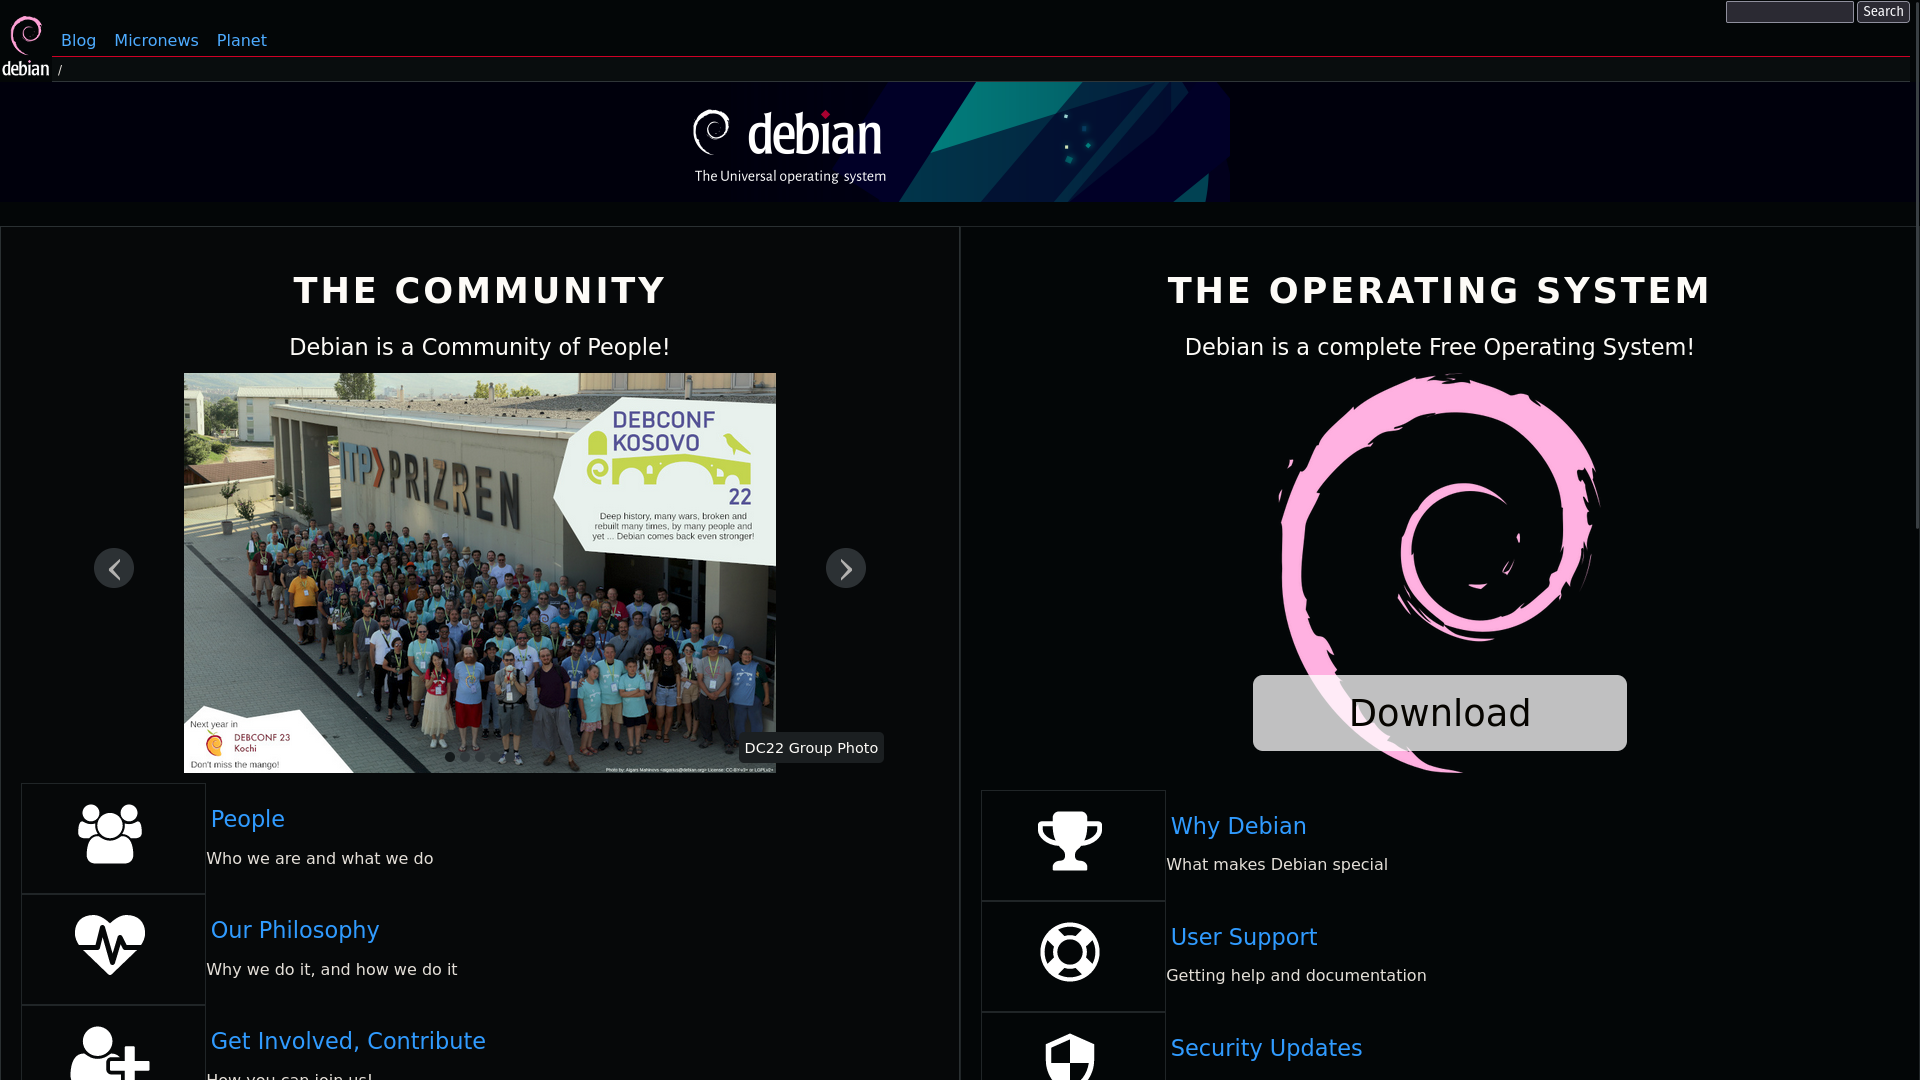 Search
Blog Micronews Planet
debian
/
debian
The Universal operating system
THE COMMUNITY
Debian is a Community of People!
ITP>PRIZREN
DEBCONF
KOSOVO
22
Deep history, many wars, broken and
rebuilt many times, by many people and
yet ... Debian comes back even stronger!
Next year in
DEBCONF 23
Kochi
Don't miss the mango!
DC22 Group Photo
People
Who we are and what we do
Our Philosophy
Why we do it, and how we do it
Get Involved, Contribute
How you can join us!
THE OPERATING SYSTEM
Debian is a complete Free Operating System!
Download
Why Debian
What makes Debian special
User Support
Getting help and documentation
Security Updates